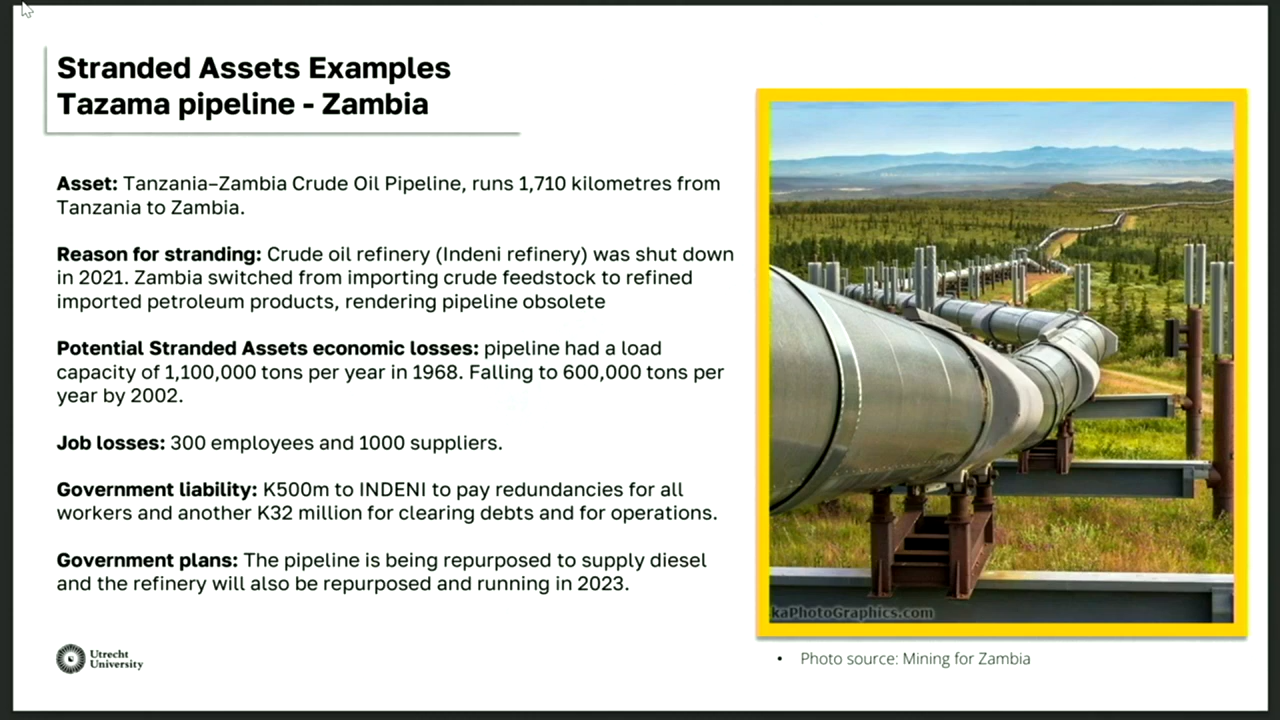 Stranded Assets Examples
Tazama pipeline - Zambia
Asset: Tanzania–Zambia Crude Oil Pipeline, runs 1,710 kilometres from
Tanzania to Zambia.
Reason for stranding: Crude oil refinery (Indeni refinery) was shut down
in 2021. Zambia switched from importing crude feedstock to refined
imported petroleum products, rendering pipeline obsolete
Potential Stranded Assets economic losses: pipeline had a load
capacity of 1,100,000 tons per year in 1968. Falling to 600,000 tons per
year by 2002.
Job losses: 300 employees and 1000 suppliers.
Government liability: K500m to INDENI to pay redundancies for all
workers and another K32 million for clearing debts and for operations.
Government plans: The pipeline is being repurposed to supply diesel
and the refinery will also be repurposed and running in 2023.
Utrecht
University
kaPhotoGraphics.com
• Photo source: Mining for Zambia